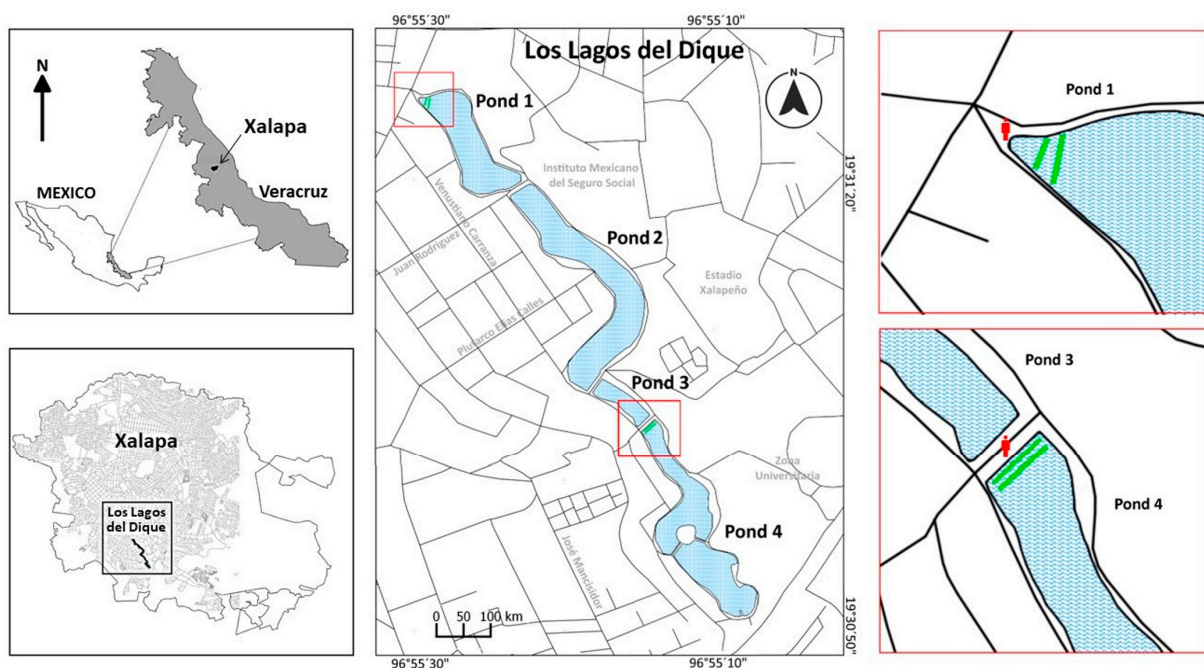 N
Xalapa
Veracruz
MEXICO
Xalapa
Los Lagos
del Dique
96°55´30"
96°55´10"
Los Lagos del Dique
N
Pond 1
Instituto Mexicano
del Seguro Social
19°31´20"
Venustiano Carranza
Juan Rodríguez
Pond 2
Estadio
Xalapeño
Plutarco Elías Calles
Pond 3
Zona
Universitaria
Pond 4
José Mancisidor
0 50 100 km
19°30´50"
96°55´30"
96°55´10"
Pond 1
Pond 3
Pond 4